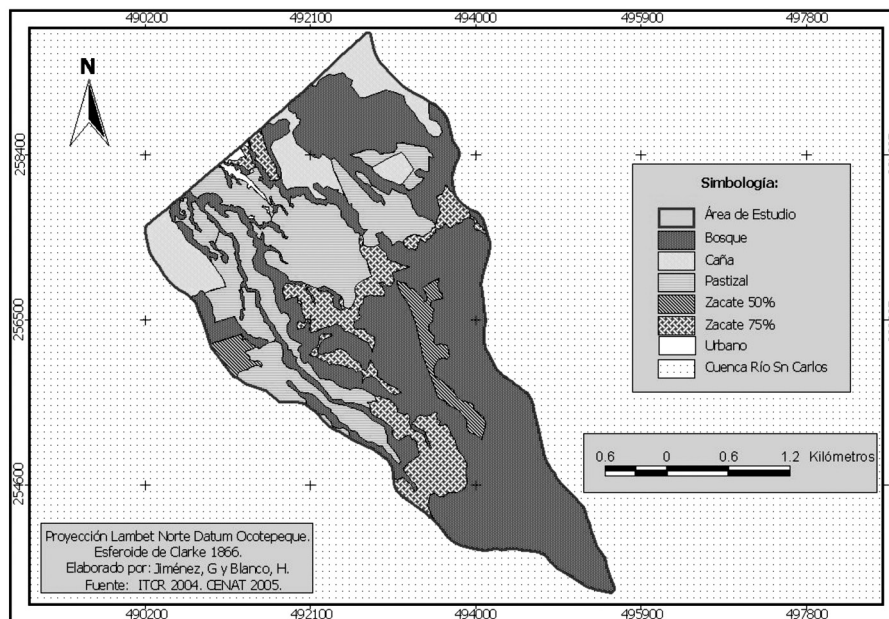 490200 492100 494000 495900 497800
N
258400
256500
254600
Simbología:
Área de Estudio
Bosque
Caña
Pastizal
Zacate 50%
Zacate 75%
Urbano
Cuenca Río Sn Carlos
0.6 0 0.6 1.2 Kilómetros
Proyección Lambet Norte Datum Ocotepeque.
Esferoide de Clarke 1866.
Elaborado por: Jiménez, G y Blanco, H.
Fuente: ITCR 2004. CENAT 2005.
490200 492100 494000 495900 497800